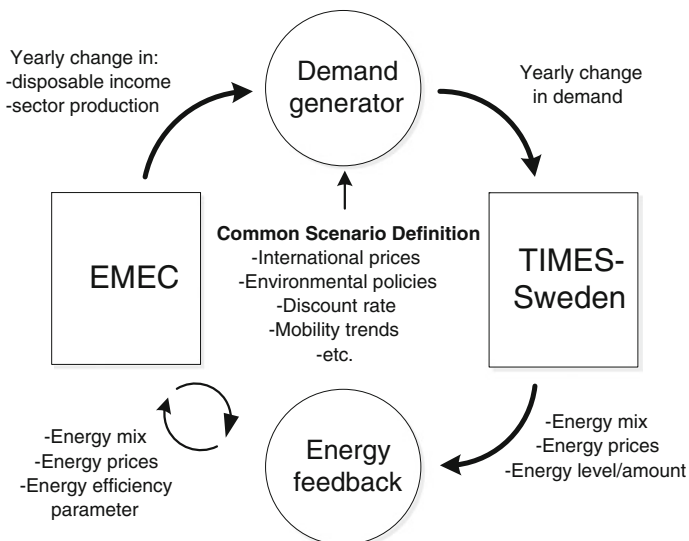 Yearly change in:
-disposable income
-sector production
Demand
generator
Yearly change
in demand
EMEC
Common Scenario Definition
-International prices
-Environmental policies
-Discount rate
-Mobility trends
-etc.
TIMES-
Sweden
-Energy mix
-Energy prices
-Energy efficiency
parameter
Energy
feedback
-Energy mix
-Energy prices
-Energy level/amount